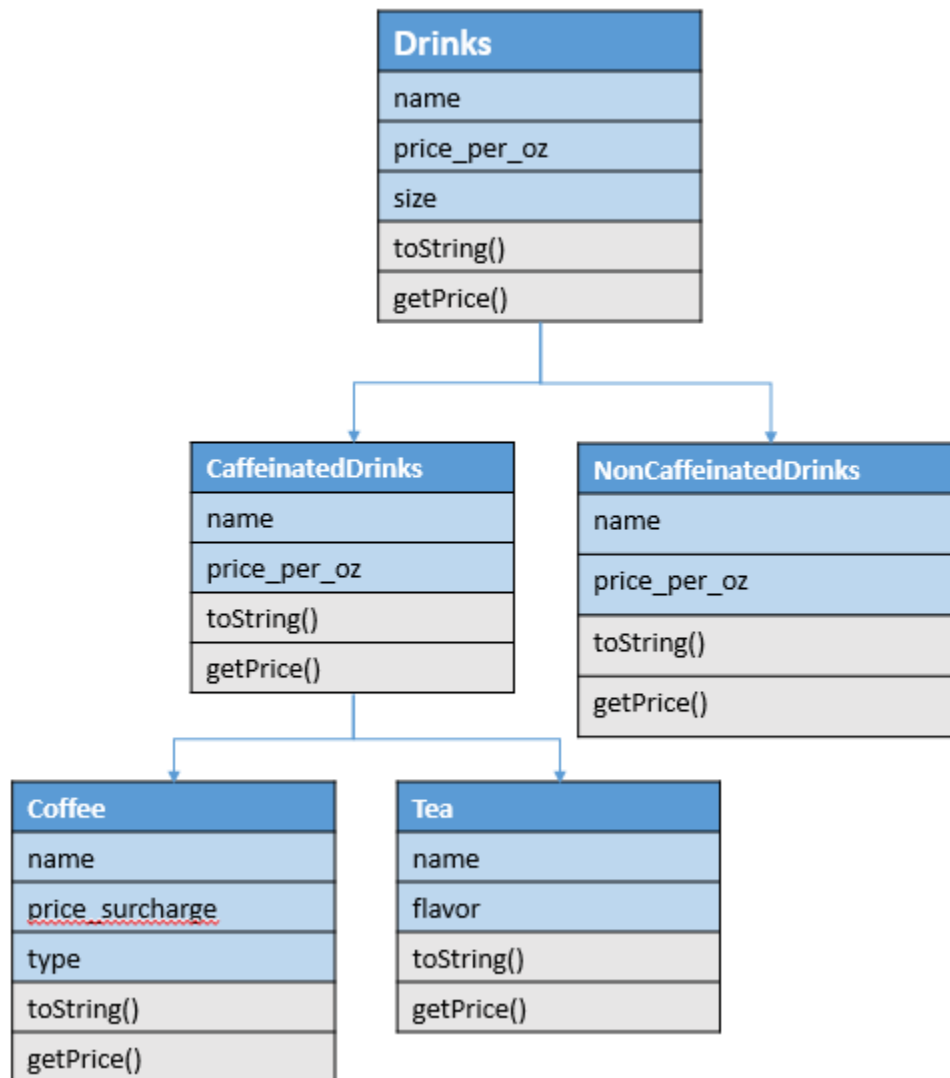 Drinks
name
price_per_oz
size
toString()
getPrice()
CaffeinatedDrinks
name
price_per_oz
toString()
getPrice()
NonCaffeinatedDrinks
name
price_per_oz
toString()
getPrice()
Coffee
name
price_surcharge
type
toString()
getPrice()
Tea
name
flavor
toString()
getPrice()